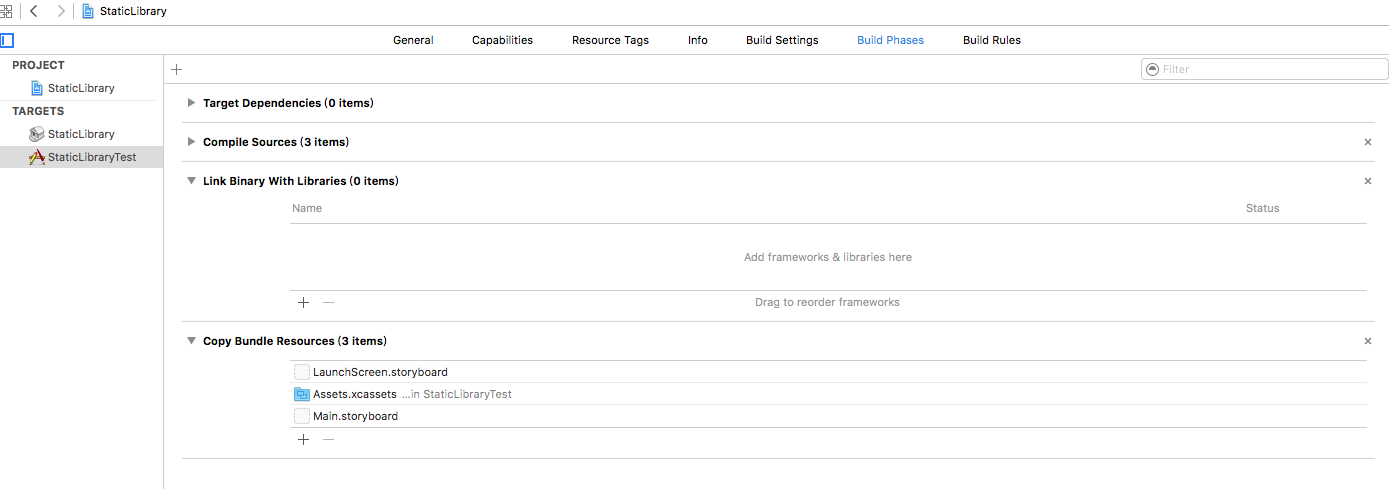 StaticLibrary
General Capabilities Resource Tags Info Build Settings Build Phases Build Rules
PROJECT
StaticLibrary
TARGETS
StaticLibrary
StaticLibraryTest
Filter
Target Dependencies (0 items)
Compile Sources (3 items)
Link Binary With Libraries (0 items)
Name Status
Add frameworks & libraries here
Drag to reorder frameworks
Copy Bundle Resources (3 items)
LaunchScreen.storyboard
Assets.xcassets ...in StaticLibraryTest
Main.storyboard